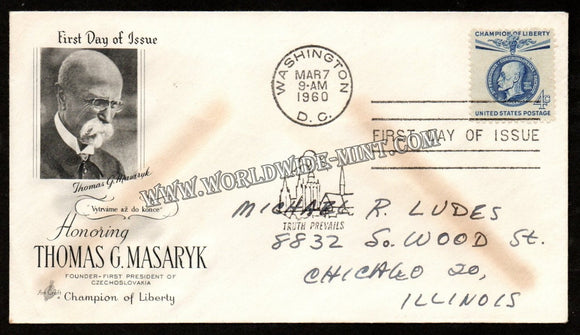 First Day of Issue
Thomas G. Masaryk
"Vytrváme až do konce"
Honoring
THOMAS G. MASARYK
FOUNDER - FIRST PRESIDENT OF
CZECHOSLOVAKIA
Art Craft
Champion of Liberty
WASHINGTON
MAR 7
9-AM
1960
D.C.
CHAMPION OF LIBERTY
4¢
UNITED STATES POSTAGE
FIRST DAY OF ISSUE
WWW.WORLDWIDE-MINT.COM
TRUTH PREVAILS
MICHAEL R. LUDES
8832 So. WOOD St.
CHICAGO 20,
ILLINOIS